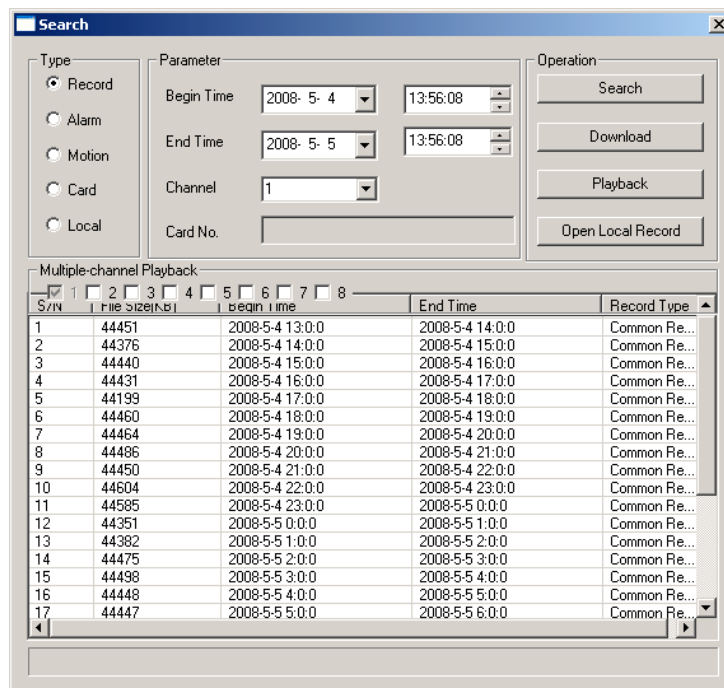 Search
Type
Record
Alarm
Motion
Card
Local
Parameter
Begin Time 2008- 5- 4 13:56:08
End Time 2008- 5- 5 13:56:08
Channel 1
Card No.
Operation
Search
Download
Playback
Open Local Record
Multiple-channel Playback
1 2 3 4 5 6 7 8
S/N File Size(KB) Begin Time End Time Record Type
1 44451 2008-5-4 13:0:0 2008-5-4 14:0:0 Common Re...
2 44376 2008-5-4 14:0:0 2008-5-4 15:0:0 Common Re...
3 44440 2008-5-4 15:0:0 2008-5-4 16:0:0 Common Re...
4 44431 2008-5-4 16:0:0 2008-5-4 17:0:0 Common Re...
5 44199 2008-5-4 17:0:0 2008-5-4 18:0:0 Common Re...
6 44460 2008-5-4 18:0:0 2008-5-4 19:0:0 Common Re...
7 44464 2008-5-4 19:0:0 2008-5-4 20:0:0 Common Re...
8 44486 2008-5-4 20:0:0 2008-5-4 21:0:0 Common Re...
9 44450 2008-5-4 21:0:0 2008-5-4 22:0:0 Common Re...
10 44604 2008-5-4 22:0:0 2008-5-4 23:0:0 Common Re...
11 44585 2008-5-4 23:0:0 2008-5-5 0:0:0 Common Re...
12 44351 2008-5-5 0:0:0 2008-5-5 1:0:0 Common Re...
13 44382 2008-5-5 1:0:0 2008-5-5 2:0:0 Common Re...
14 44475 2008-5-5 2:0:0 2008-5-5 3:0:0 Common Re...
15 44498 2008-5-5 3:0:0 2008-5-5 4:0:0 Common Re...
16 44448 2008-5-5 4:0:0 2008-5-5 5:0:0 Common Re...
17 44447 2008-5-5 5:0:0 2008-5-5 6:0:0 Common Re...